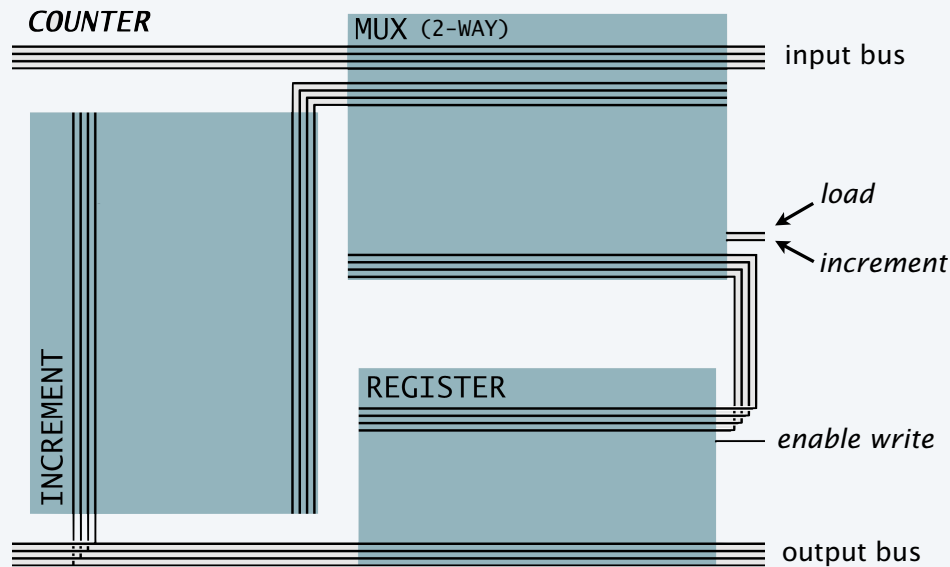 COUNTER
MUX (2-WAY)
input bus
load
increment
INCREMENT
REGISTER
enable write
output bus